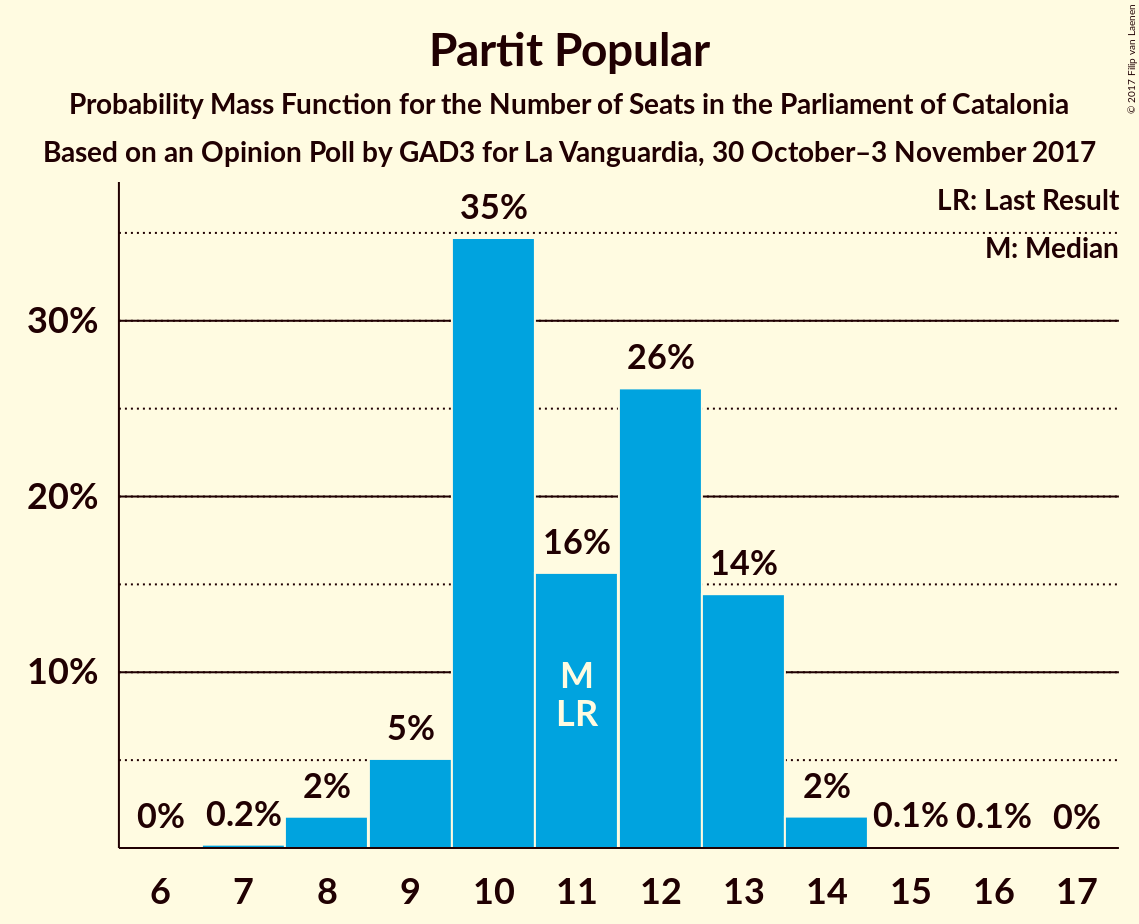 Partit Popular
Probability Mass Function for the Number of Seats in the Parliament of Catalonia
Based on an Opinion Poll by GAD3 for La Vanguardia, 30 October–3 November 2017
© 2017 Filip van Laenen
LR: Last Result
M: Median
30%
20%
10%
0%
0.2%
2%
5%
35%
16%
26%
14%
2%
0.1%
0.1%
0%
M
LR
6 7 8 9 10 11 12 13 14 15 16 17